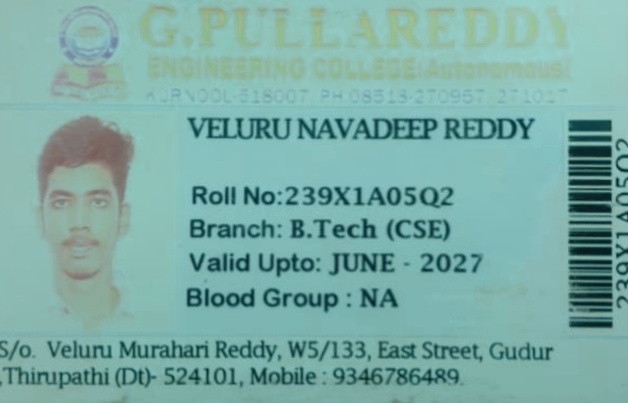 G.PULLAREDDY
ENGINEERING COLLEGE(Autonomous)
KURNOOL-518007. PH.08518-270957, 271017
VELURU NAVADEEP REDDY
Roll No:239X1A05Q2
Branch: B.Tech (CSE)
Valid Upto: JUNE - 2027
Blood Group : NA
239X1A05Q2
S/o. Veluru Murahari Reddy, W5/133, East Street, Gudur
,Thirupathi (Dt)- 524101, Mobile : 9346786489.